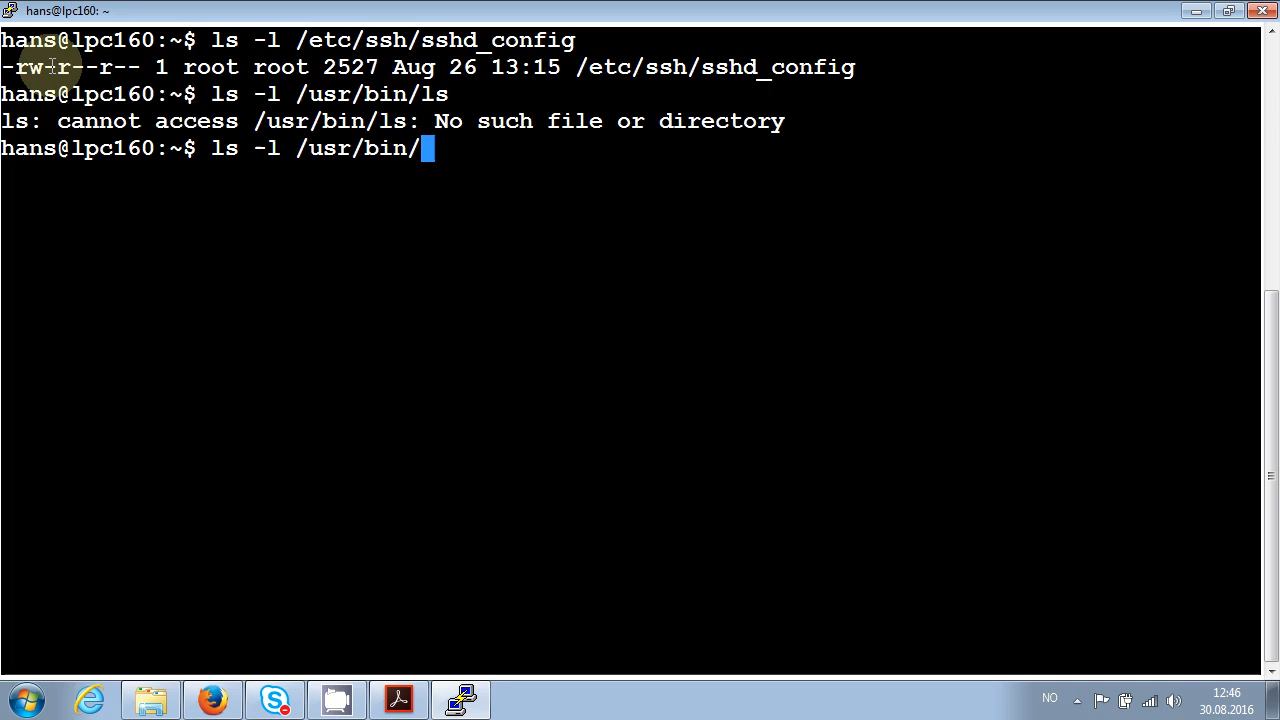 hans@lpc160: ~
hans@lpc160:~$ ls -l /etc/ssh/sshd_config
-rw-r--r-- 1 root root 2527 Aug 26 13:15 /etc/ssh/sshd_config
hans@lpc160:~$ ls -l /usr/bin/ls
ls: cannot access /usr/bin/ls: No such file or directory
hans@lpc160:~$ ls -l /usr/bin/
NO
12:46
30.08.2016